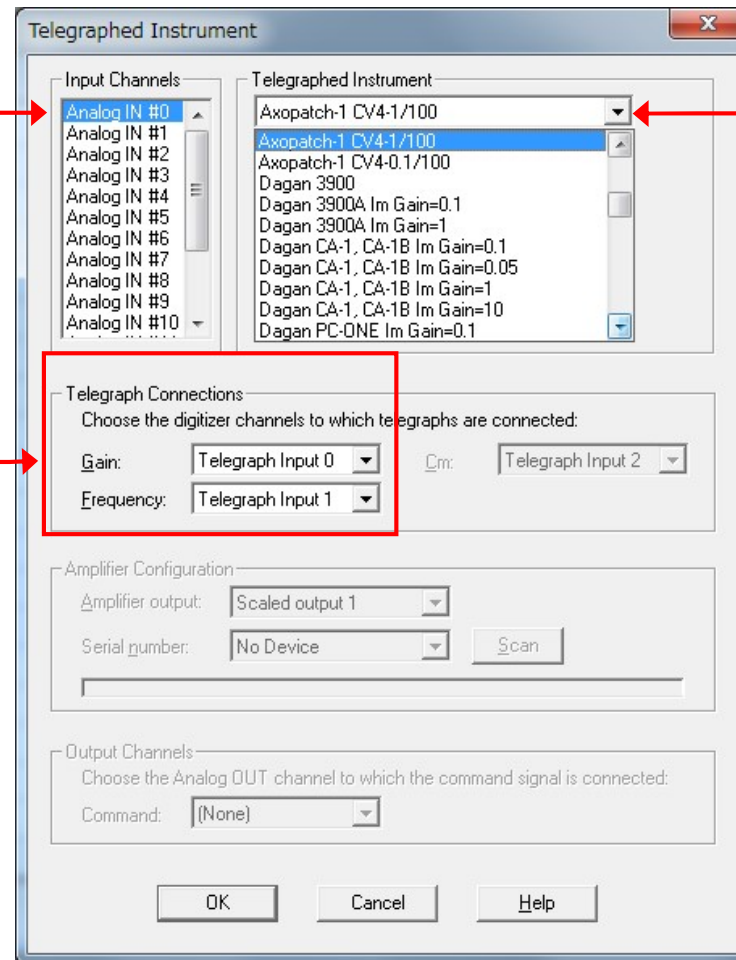 Telegraphed Instrument
Input Channels
Analog IN #0
Analog IN #1
Analog IN #2
Analog IN #3
Analog IN #4
Analog IN #5
Analog IN #6
Analog IN #7
Analog IN #8
Analog IN #9
Analog IN #10
Telegraphed Instrument
Axopatch-1 CV4-1/100
Axopatch-1 CV4-1/100
Axopatch-1 CV4-0.1/100
Dagan 3900
Dagan 3900A Im Gain=0.1
Dagan 3900A Im Gain=1
Dagan CA-1, CA-1B Im Gain=0.1
Dagan CA-1, CA-1B Im Gain=0.05
Dagan CA-1, CA-1B Im Gain=1
Dagan CA-1, CA-1B Im Gain=10
Dagan PC-ONE Im Gain=0.1
Telegraph Connections
Choose the digitizer channels to which telegraphs are connected:
Gain: Telegraph Input 0 Cm: Telegraph Input 2
Frequency: Telegraph Input 1
Amplifier Configuration
Amplifier output: Scaled output 1
Serial number: No Device Scan
Output Channels
Choose the Analog OUT channel to which the command signal is connected:
Command: (None)
OK Cancel Help